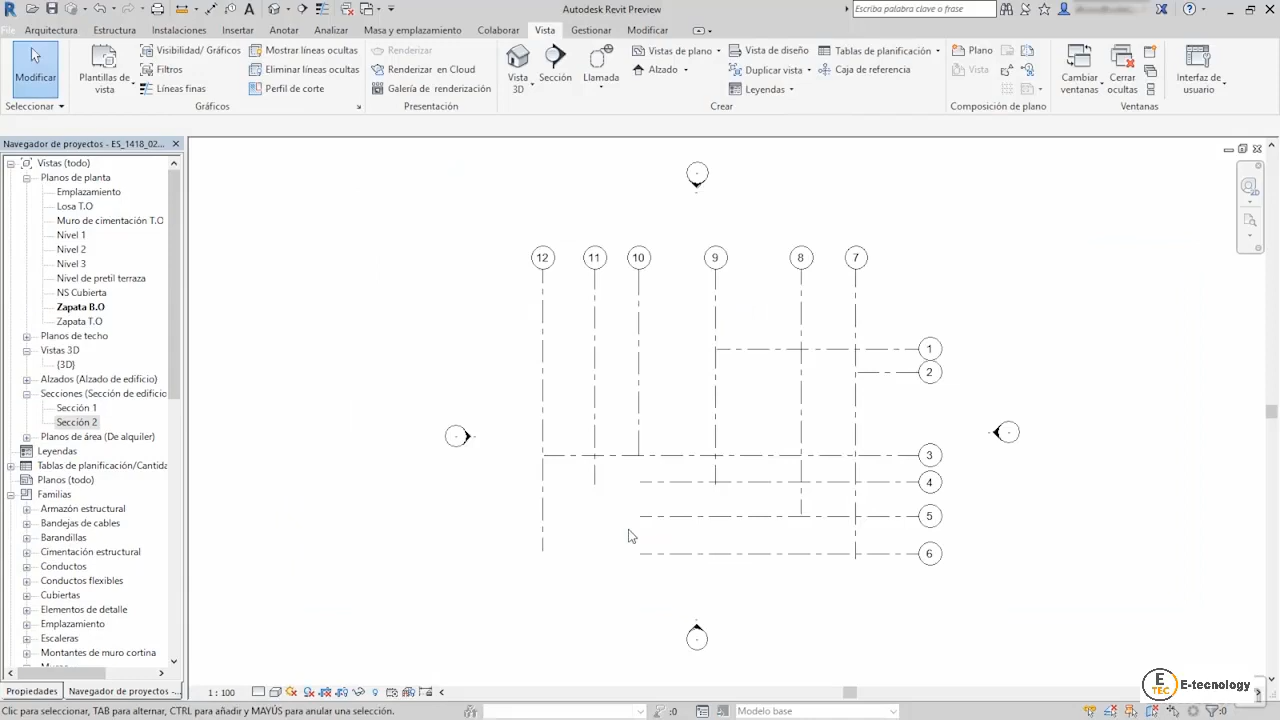 Autodesk Revit Preview
Escriba palabra clave o frase
File Arquitectura Estructura Instalaciones Insertar Anotar Analizar Masa y emplazamiento Colaborar Vista Gestionar Modificar
Modificar
Seleccionar
Plantillas de vista
Visibilidad/ Gráficos
Filtros
Líneas finas
Mostrar líneas ocultas
Eliminar líneas ocultas
Perfil de corte
Gráficos
Renderizar
Renderizar en Cloud
Galería de renderización
Presentación
Vista 3D
Sección
Llamada
Vistas de plano
Alzado
Vista de diseño
Duplicar vista
Leyendas
Tablas de planificación
Caja de referencia
Crear
Plano
Vista
Composición de plano
Cambiar ventanas
Cerrar ocultas
Interfaz de usuario
Ventanas
Navegador de proyectos - ES_1418_02...
Vistas (todo)
Planos de planta
Emplazamiento
Losa T.O
Muro de cimentación T.O
Nivel 1
Nivel 2
Nivel 3
Nivel de pretil terraza
NS Cubierta
Zapata B.O
Zapata T.O
Planos de techo
Vistas 3D
{3D}
Alzados (Alzado de edificio)
Secciones (Sección de edificio
Sección 1
Sección 2
Planos de área (De alquiler)
Leyendas
Tablas de planificación/Cantida
Planos (todo)
Familias
Armazón estructural
Bandejas de cables
Barandillas
Cimentación estructural
Conductos
Conductos flexibles
Cubiertas
Elementos de detalle
Emplazamiento
Escaleras
Montantes de muro cortina
12 11 10 9 8 7
1
2
3
4
5
6
Propiedades
Navegador de proyectos -...
1 : 100
E TEC E-tecnology
Clic para seleccionar, TAB para alternar, CTRL para añadir y MAYÚS para anular una selección.
:0
Modelo base
:0